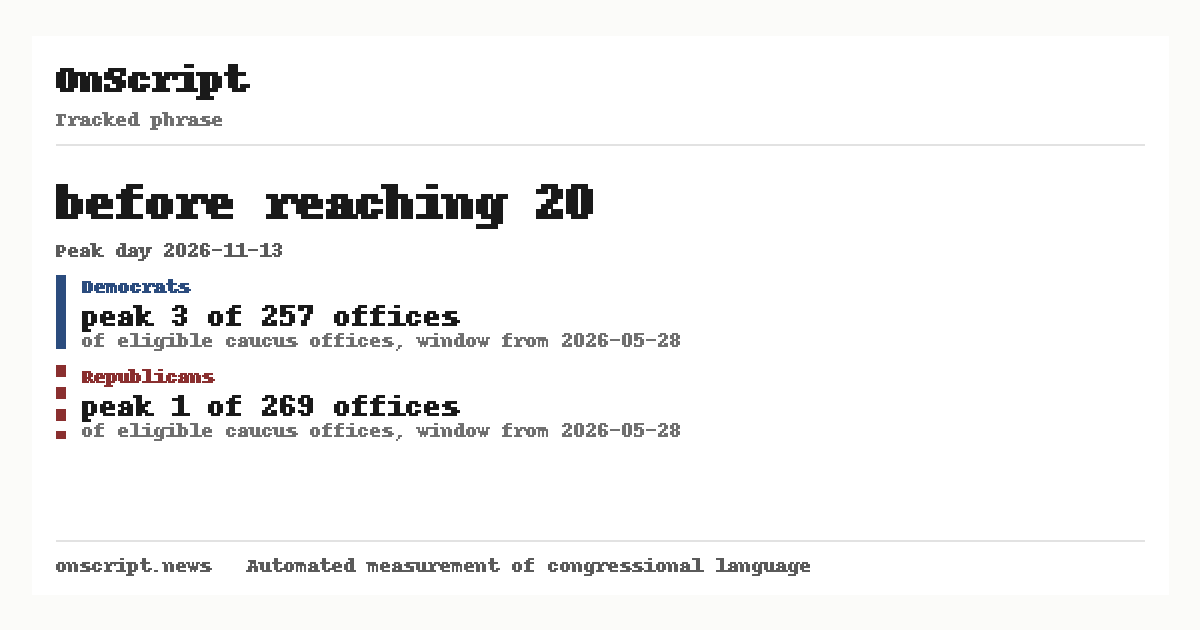 OnScript
Tracked phrase
before reaching 20
Peak day 2026-11-13
Democrats
peak 3 of 257 offices
of eligible caucus offices, window from 2026-05-28
Republicans
peak 1 of 269 offices
of eligible caucus offices, window from 2026-05-28
onscript.news Automated measurement of congressional language